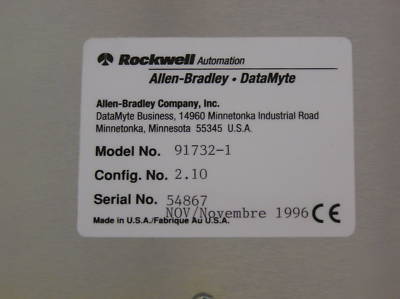 Rockwell Automation
Allen-Bradley • DataMyte
Allen-Bradley Company, Inc.
DataMyte Business, 14960 Minnetonka Industrial Road
Minnetonka, Minnesota 55345 U.S.A.
Model No. 91732-1
Config. No. 2.10
Serial No. 54867
NOV/Novembre 1996 CE
Made in U.S.A./Fabrique Au U.S.A.